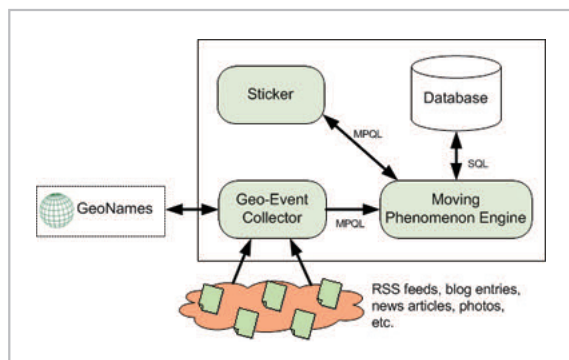 Sticker
Database
MPQL
SQL
GeoNames
Geo-Event
Collector
MPQL
Moving
Phenomenon Engine
RSS feeds, blog entries,
news articles, photos,
etc.